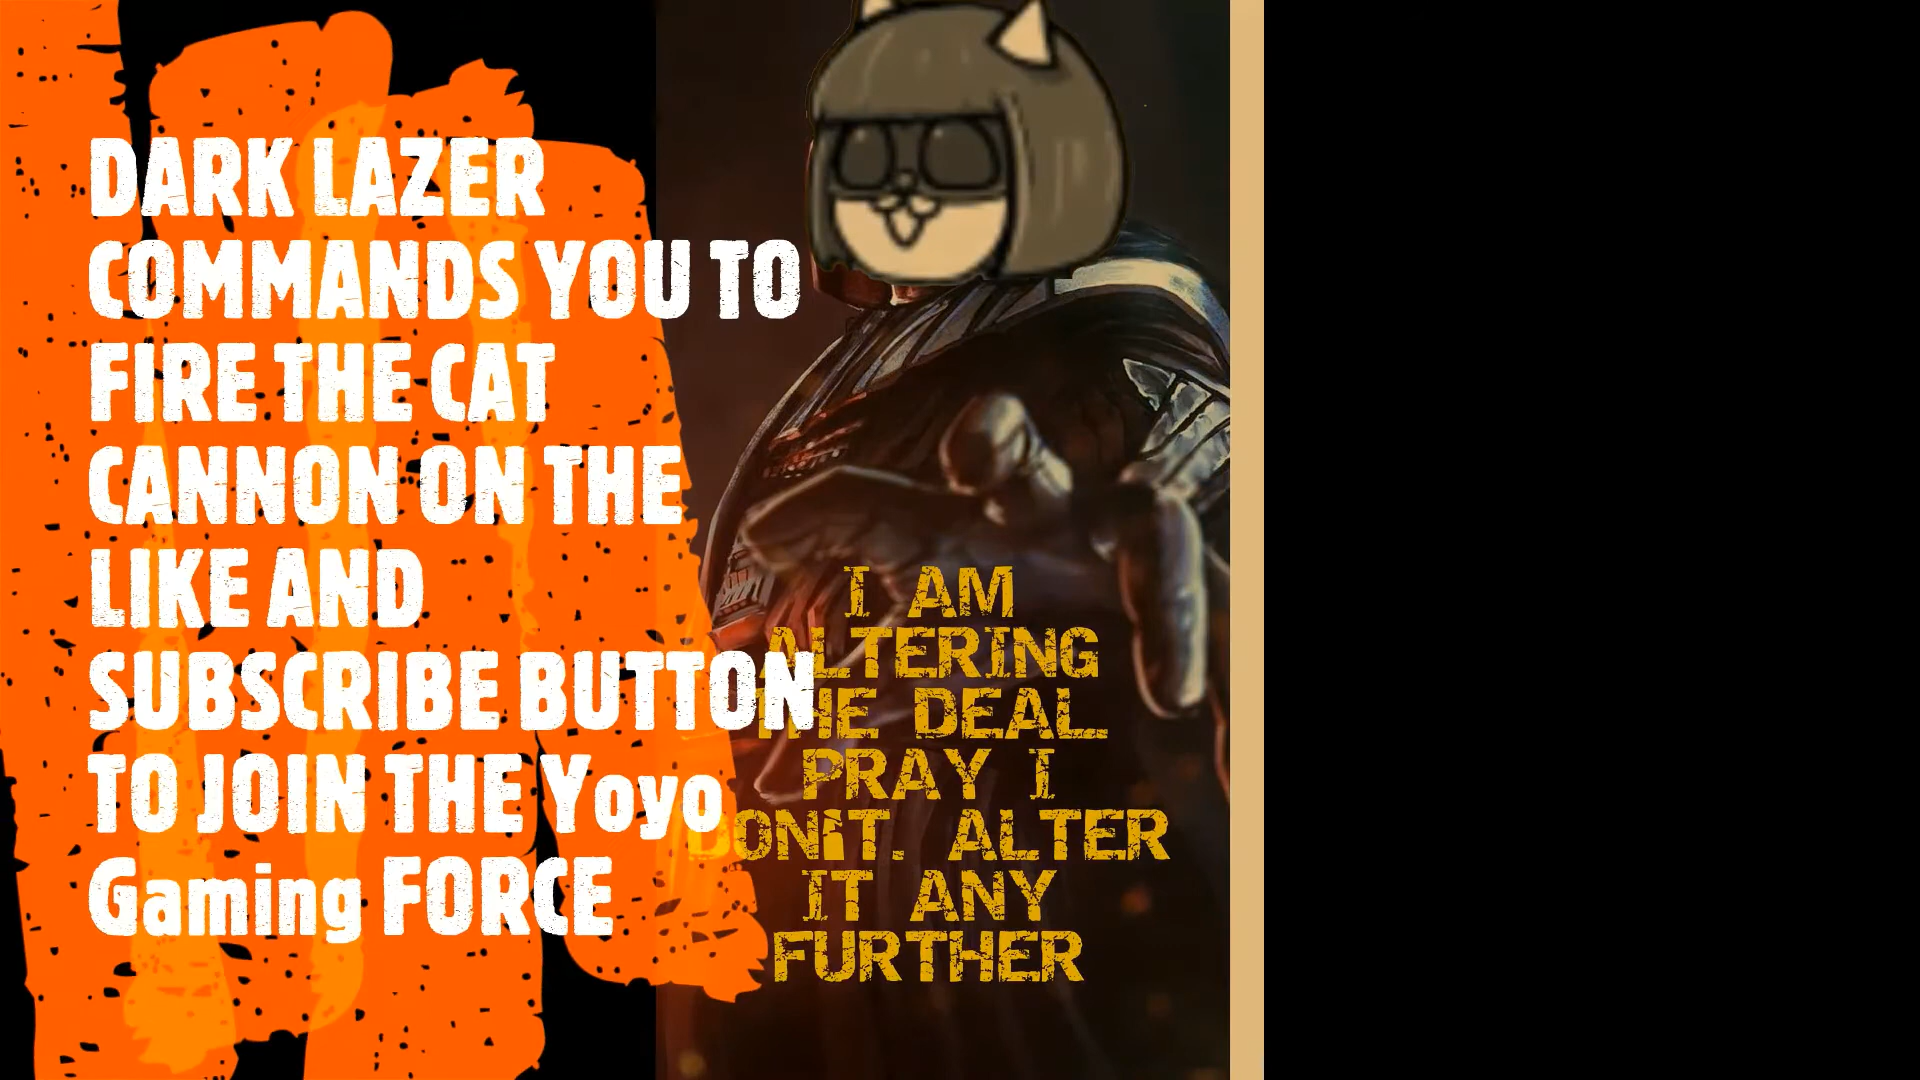 DARK LAZER
COMMANDS YOU TO
FIRE THE CAT
CANNON ON THE
LIKE AND
SUBSCRIBE BUTTON
TO JOIN THE Yoyo
Gaming FORCE
I AM
ALTERING
THE DEAL.
PRAY I
DON'T. ALTER
IT ANY
FURTHER